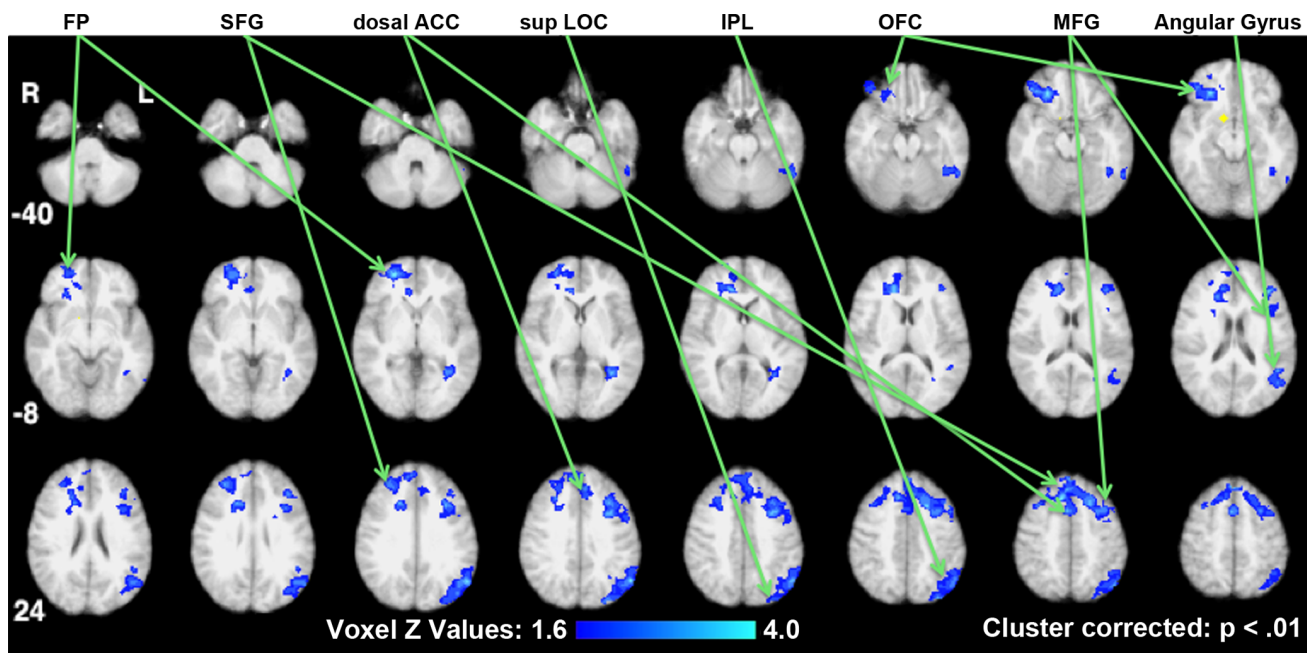 FP SFG dosal ACC sup LOC IPL OFC MFG Angular Gyrus
R L
-40
-8
24
Voxel Z Values: 1.6 4.0 Cluster corrected: p < .01